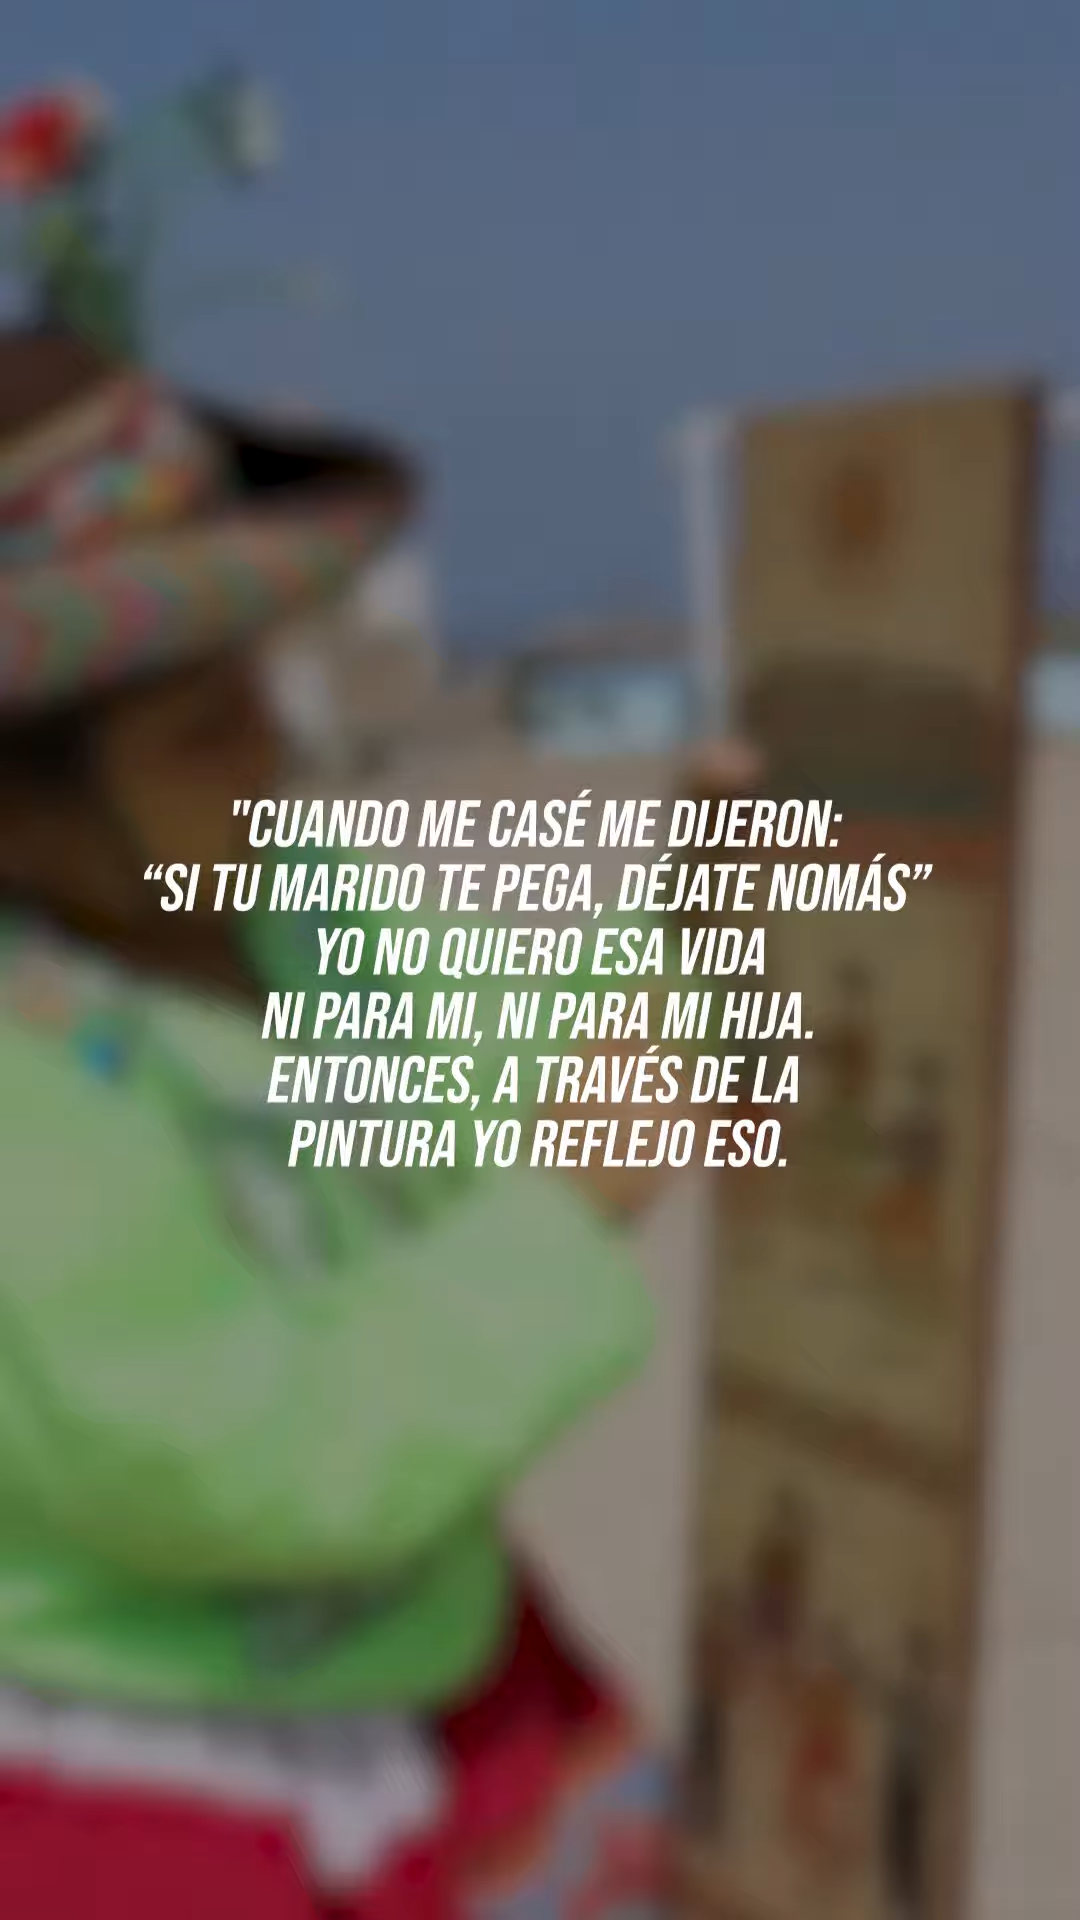 "CUANDO ME CASÉ ME DIJERON:
“SI TU MARIDO TE PEGA, DÉJATE NOMÁS”
YO NO QUIERO ESA VIDA
NI PARA MI, NI PARA MI HIJA.
ENTONCES, A TRAVÉS DE LA
PINTURA YO REFLEJO ESO.